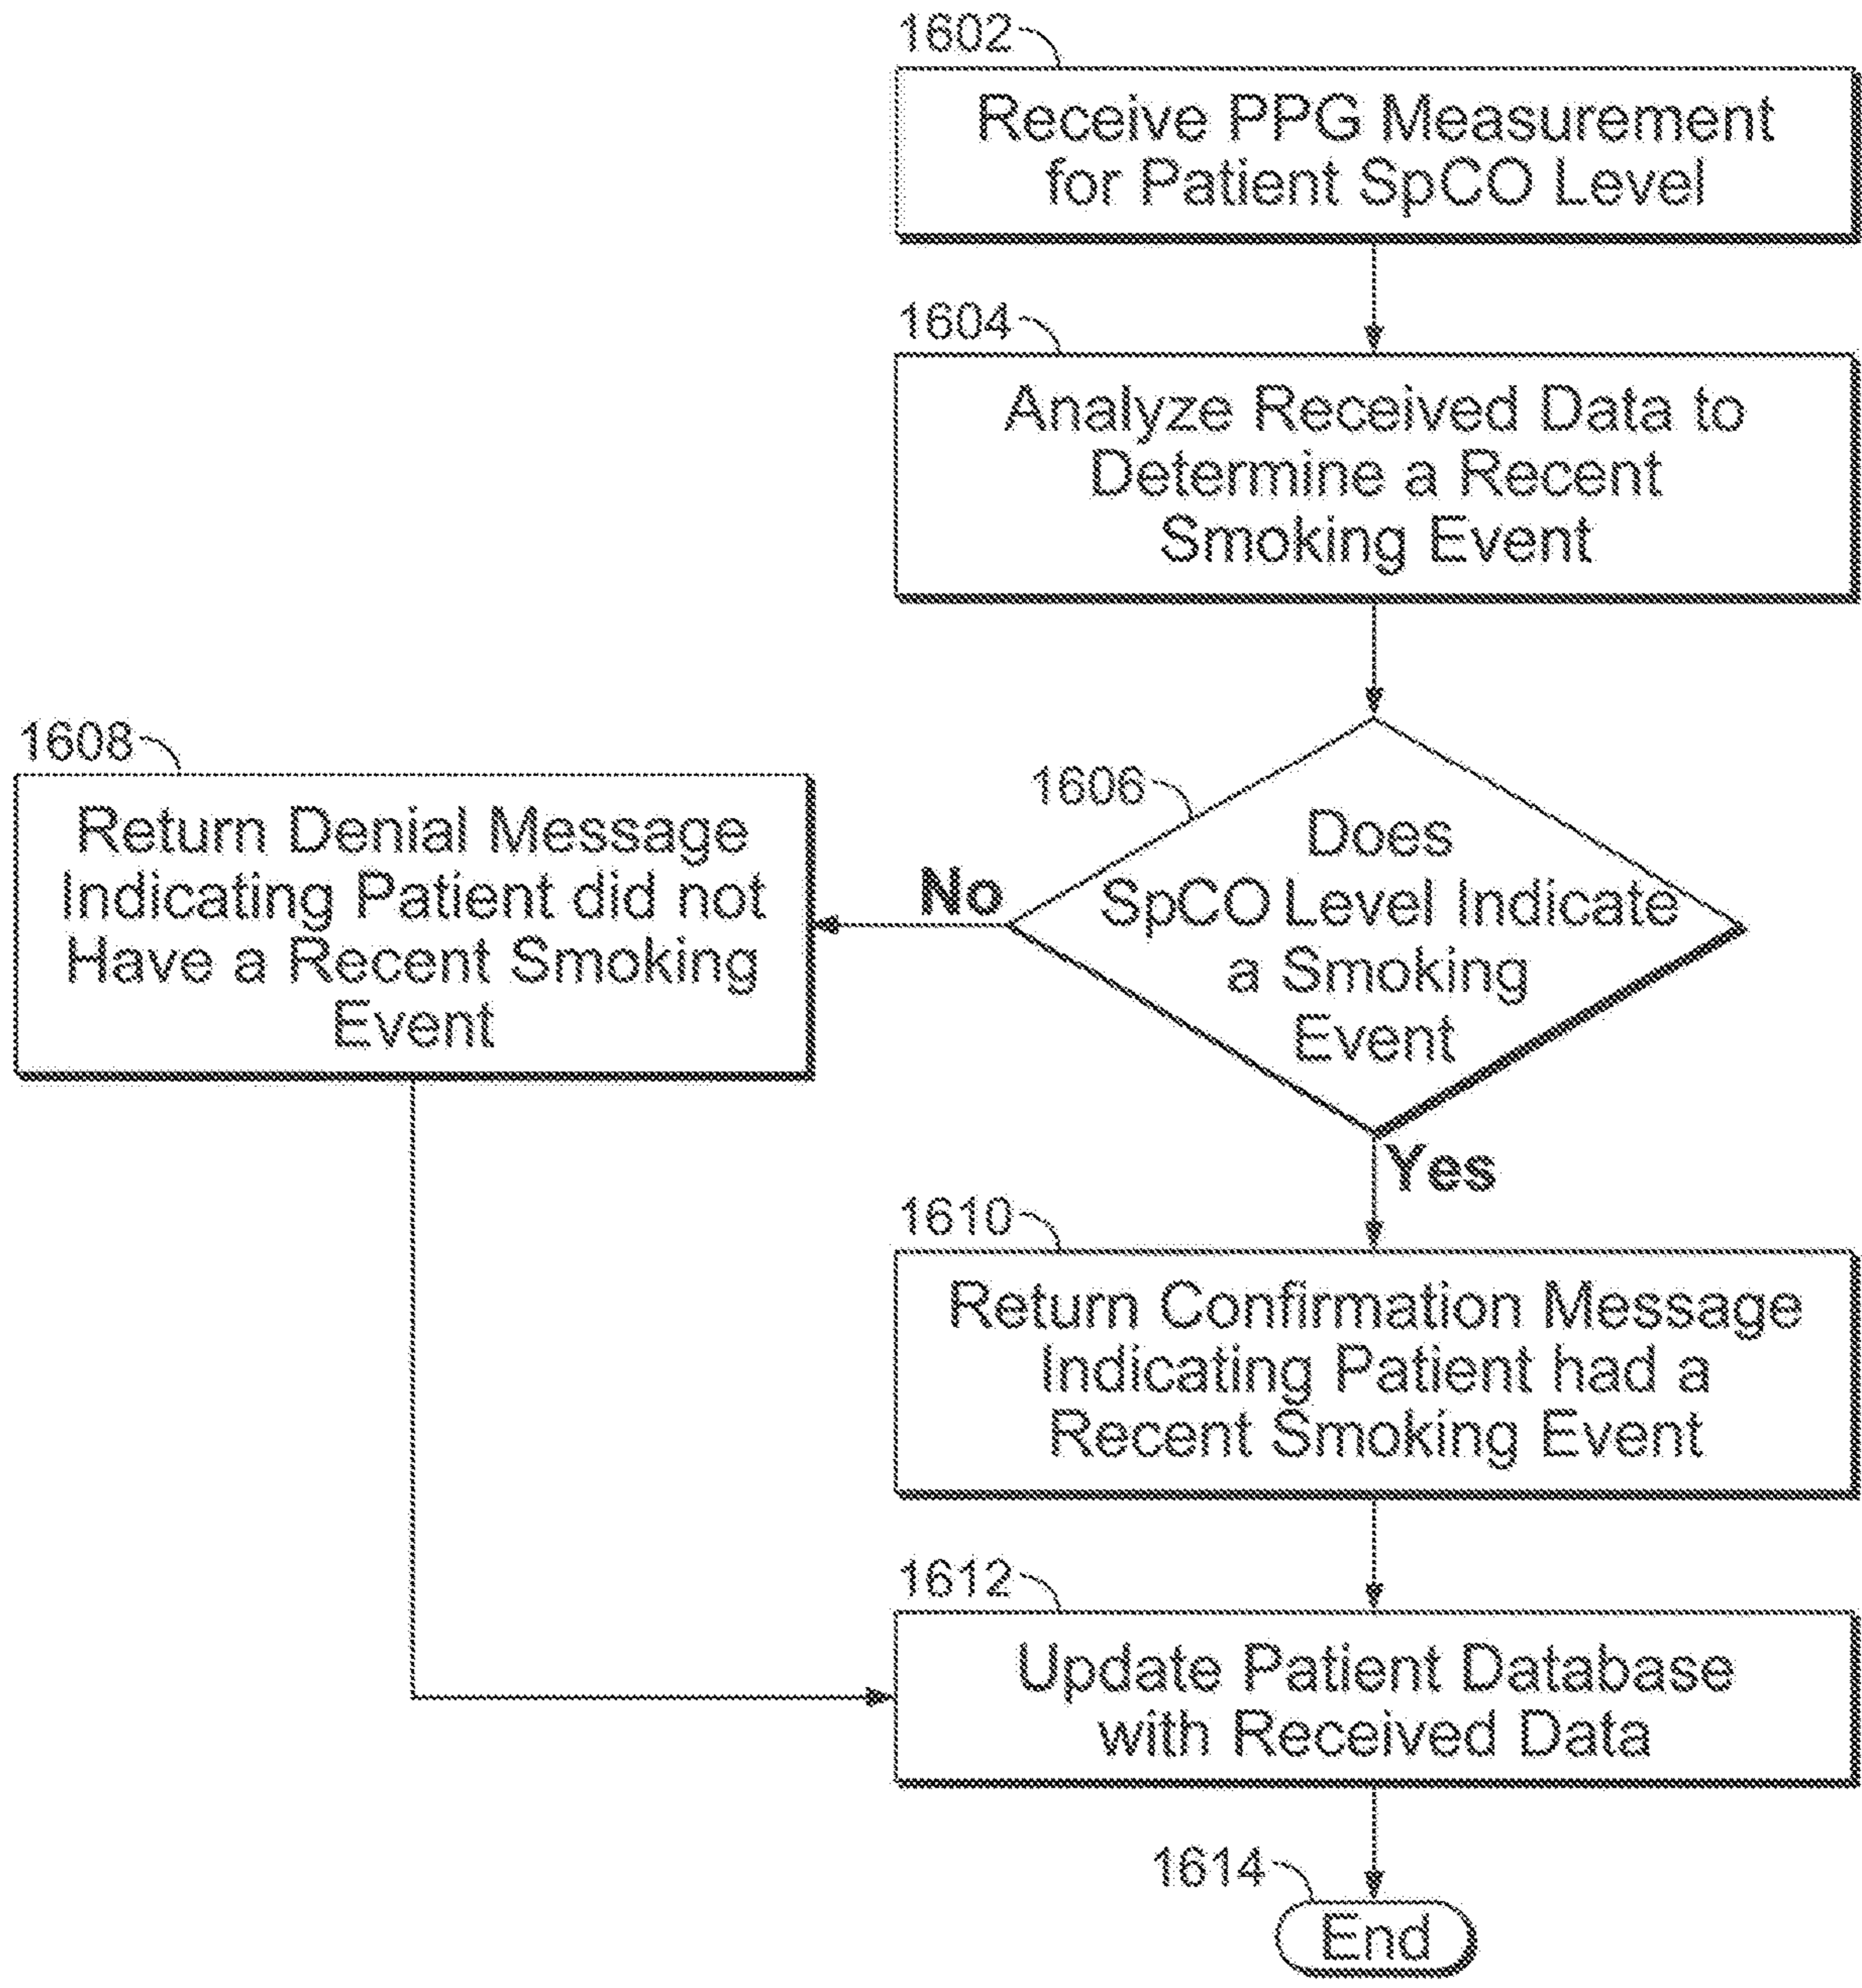 1602
Receive PPG Measurement
for Patient SpCO Level
1604
Analyze Received Data to
Determine a Recent
Smoking Event
1606
Does
SpCO Level Indicate
a Smoking
Event
No
1608
Return Denial Message
Indicating Patient did not
Have a Recent Smoking
Event
Yes
1610
Return Confirmation Message
Indicating Patient had a
Recent Smoking Event
1612
Update Patient Database
with Received Data
1614
End